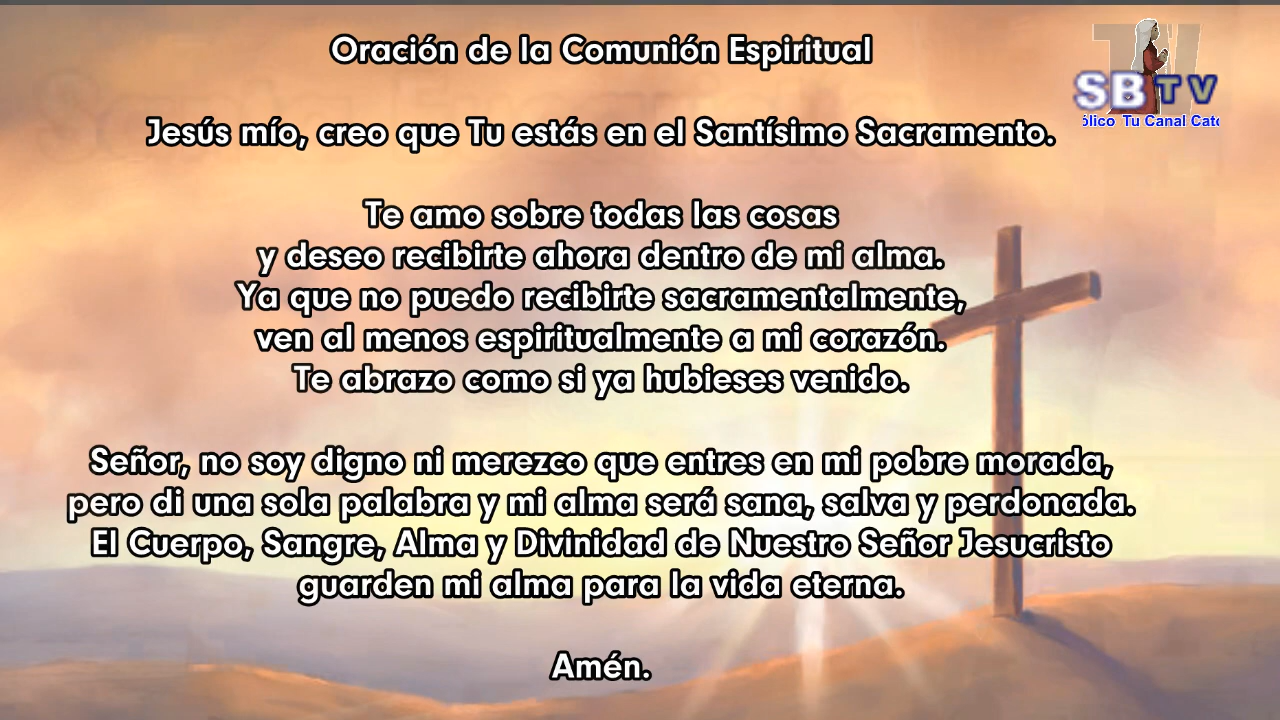 Oración de la Comunión Espiritual
SBTV
ólico Tu Canal Cató
Jesús mío, creo que Tu estás en el Santísimo Sacramento.
Te amo sobre todas las cosas
y deseo recibirte ahora dentro de mi alma.
Ya que no puedo recibirte sacramentalmente,
ven al menos espiritualmente a mi corazón.
Te abrazo como si ya hubieses venido.
Señor, no soy digno ni merezco que entres en mi pobre morada,
pero di una sola palabra y mi alma será sana, salva y perdonada.
El Cuerpo, Sangre, Alma y Divinidad de Nuestro Señor Jesucristo
guarden mi alma para la vida eterna.
Amén.